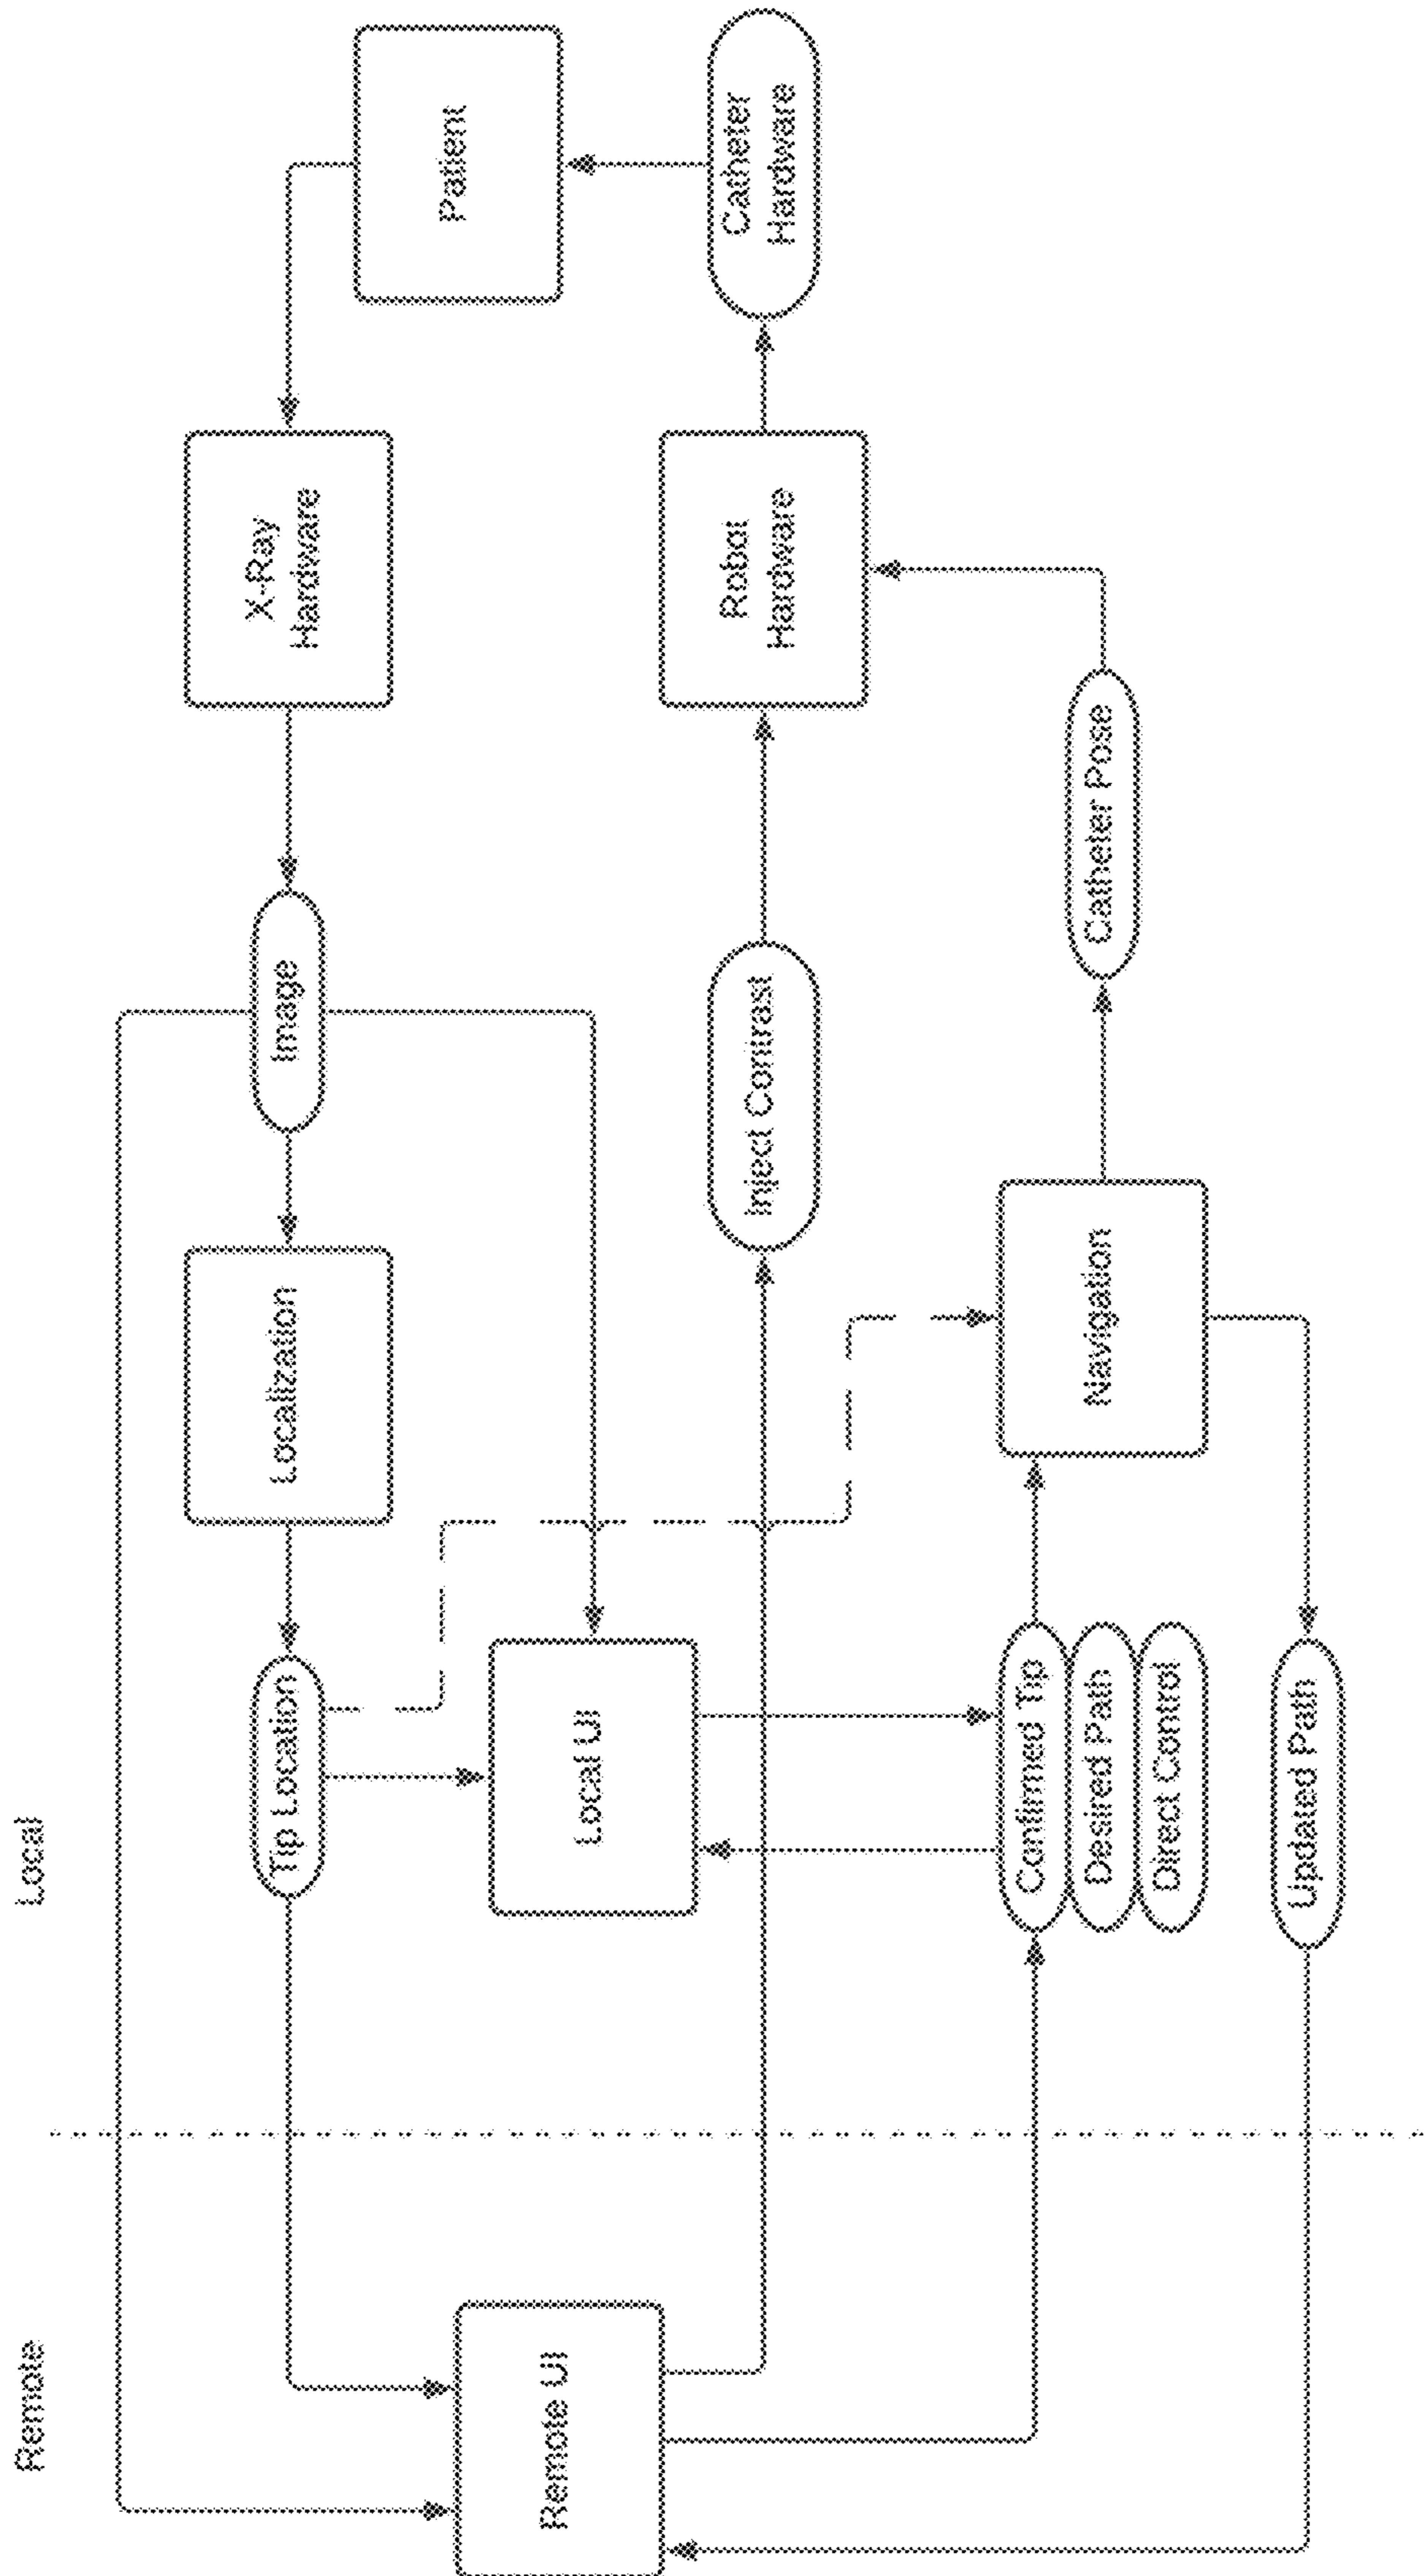 Remote
Local
Tip Location
Localization
Image
X-Ray
Hardware
Patient
Remote UI
Local UI
Inject Contrast
Robot
Hardware
Catheter
Hardware
Confirmed Tip
Desired Path
Direct Control
Navigation
Catheter Pose
Updated Path